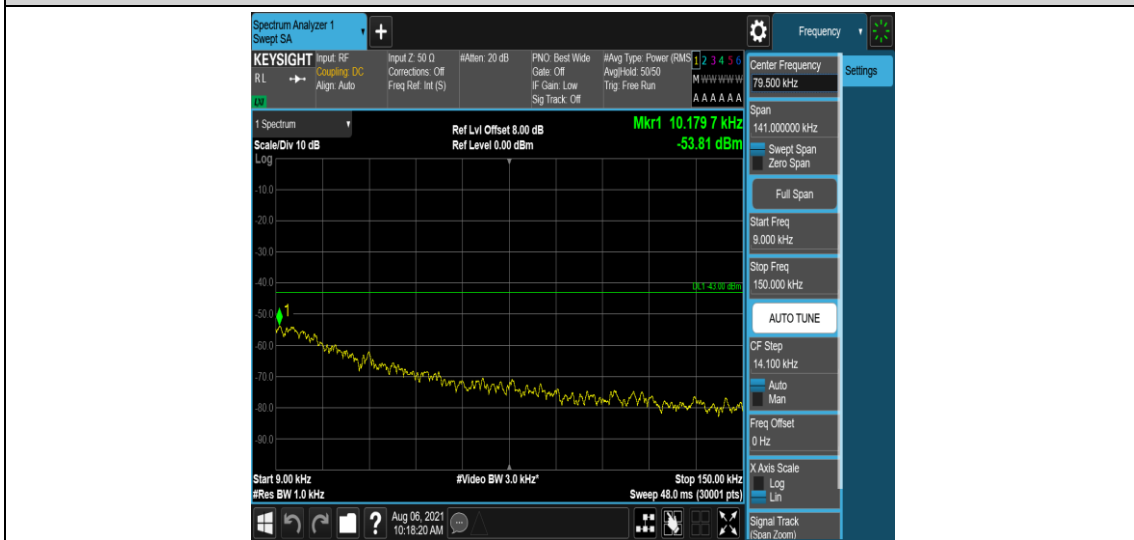 Spectrum Analyzer 1
Swept SA
+
Frequency
KEYSIGHT
RL
LXI
Input: RF
Coupling: DC
Align: Auto
Input Z: 50 Ω
Corrections: Off
Freq Ref: Int (S)
#Atten: 20 dB
PNO: Best Wide
Gate: Off
IF Gain: Low
Sig Track: Off
#Avg Type: Power (RMS
Avg|Hold: 50/50
Trig: Free Run
1 2 3 4 5 6
M W W W W W
A A A A A A
1 Spectrum
Scale/Div 10 dB
Ref Lvl Offset 8.00 dB
Ref Level 0.00 dBm
Mkr1 10.179 7 kHz
-53.81 dBm
Log
-10.0
-20.0
-30.0
-40.0
DL1 -43.00 dBm
-50.0
1
-60.0
-70.0
-80.0
-90.0
Start 9.00 kHz
#Video BW 3.0 kHz*
Stop 150.00 kHz
#Res BW 1.0 kHz
Sweep 48.0 ms (30001 pts)
?
Aug 06, 2021
10:18:20 AM
Center Frequency
79.500 kHz
Settings
Span
141.000000 kHz
Swept Span
Zero Span
Full Span
Start Freq
9.000 kHz
Stop Freq
150.000 kHz
AUTO TUNE
CF Step
14.100 kHz
Auto
Man
Freq Offset
0 Hz
X Axis Scale
Log
Lin
Signal Track
(Span Zoom)